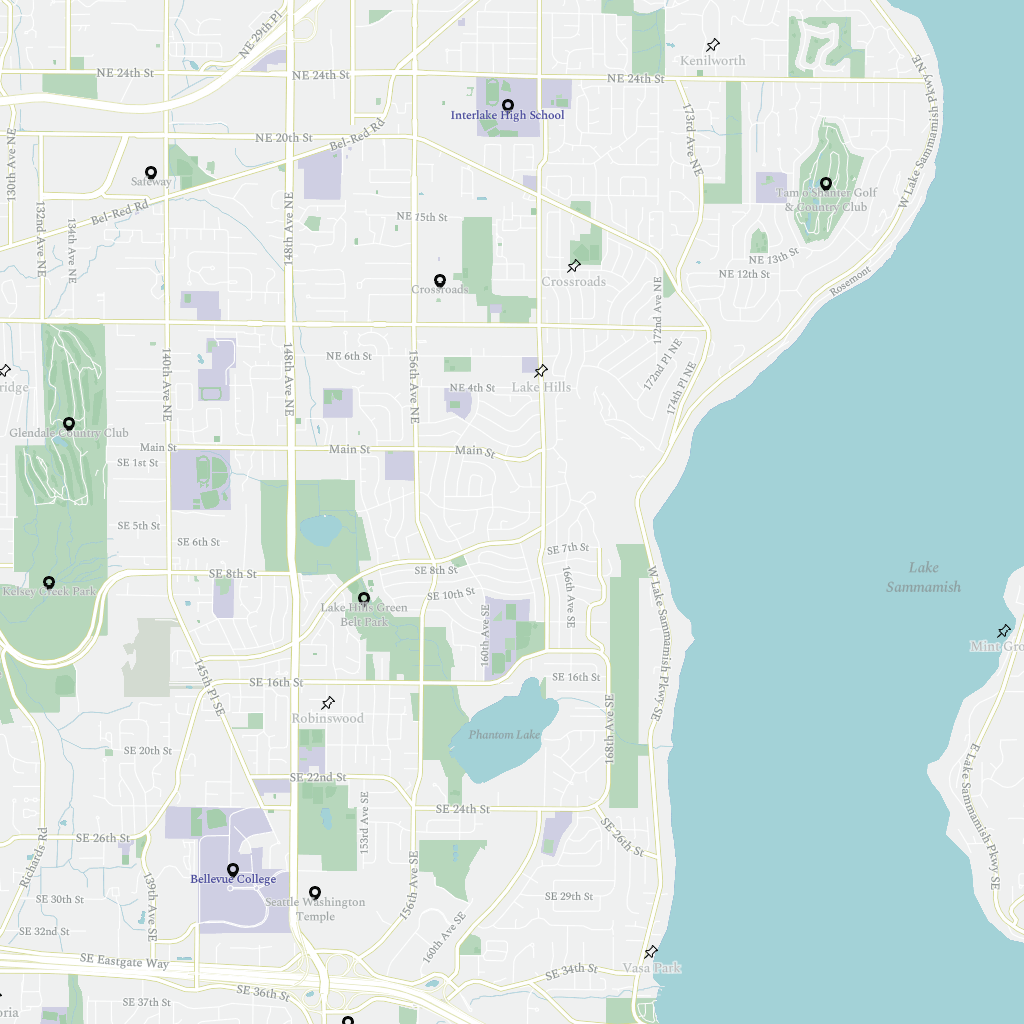 NE 29th Pl
Kenilworth
NE 24th St
NE 24th St
NE 24th St
W Lake Sammamish Pkwy NE
Interlake High School
NE 20th St
Bel-Red Rd
173rd Ave NE
130th Ave NE
Safeway
Tam o Shanter Golf
& Country Club
132nd Ave NE
134th Ave NE
Bel-Red Rd
148th Ave NE
NE 15th St
NE 13th St
NE 12th St
Rosemont
Crossroads
Crossroads
172nd Ave NE
140th Ave NE
148th Ave NE
NE 6th St
156th Ave NE
172nd Pl NE
174th Pl NE
ridge
NE 4th St
Lake Hills
Glendale Country Club
Main St
Main St
Main St
SE 1st St
SE 5th St
SE 6th St
SE 7th St
SE 8th St
SE 8th St
Kelsey Creek Park
SE 10th St
166th Ave SE
W Lake Sammamish Pkwy SE
Lake
Sammamish
Lake Hills Green
Belt Park
160th Ave SE
Mint Gro
145th Pl SE
SE 16th St
SE 16th St
Robinswood
168th Ave SE
Phantom Lake
SE 20th St
SE 22nd St
E Lake Sammamish Pkwy SE
SE 24th St
153rd Ave SE
SE 26th St
SE 26th St
Richards Rd
156th Ave SE
139th Ave SE
Bellevue College
SE 29th St
SE 30th St
Seattle Washington
Temple
160th Ave SE
SE 32nd St
SE Eastgate Way
SE 34th St
Vasa Park
SE 36th St
SE 37th St
oria